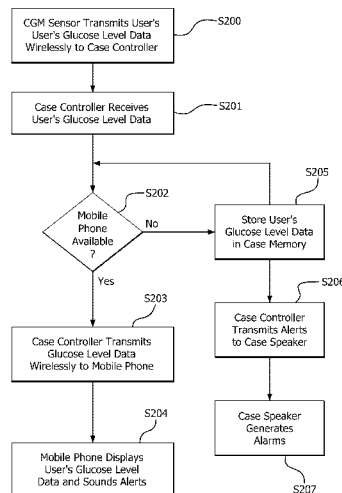 CGM Sensor Transmits User's
User's Glucose Level Data
Wirelessly to Case Controller
S200
Case Controller Receives
User's Glucose Level Data
S201
S202
Mobile
Phone
Available
?
No
Yes
S205
Store User's
Glucose Level Data
in Case Memory
S203
Case Controller Transmits
Glucose Level Data
Wirelessly to Mobile Phone
S206
Case Controller
Transmits Alerts
to Case Speaker
S204
Mobile Phone Displays
User's Glucose Level
Data and Sounds Alerts
Case Speaker
Generates
Alarms
S207